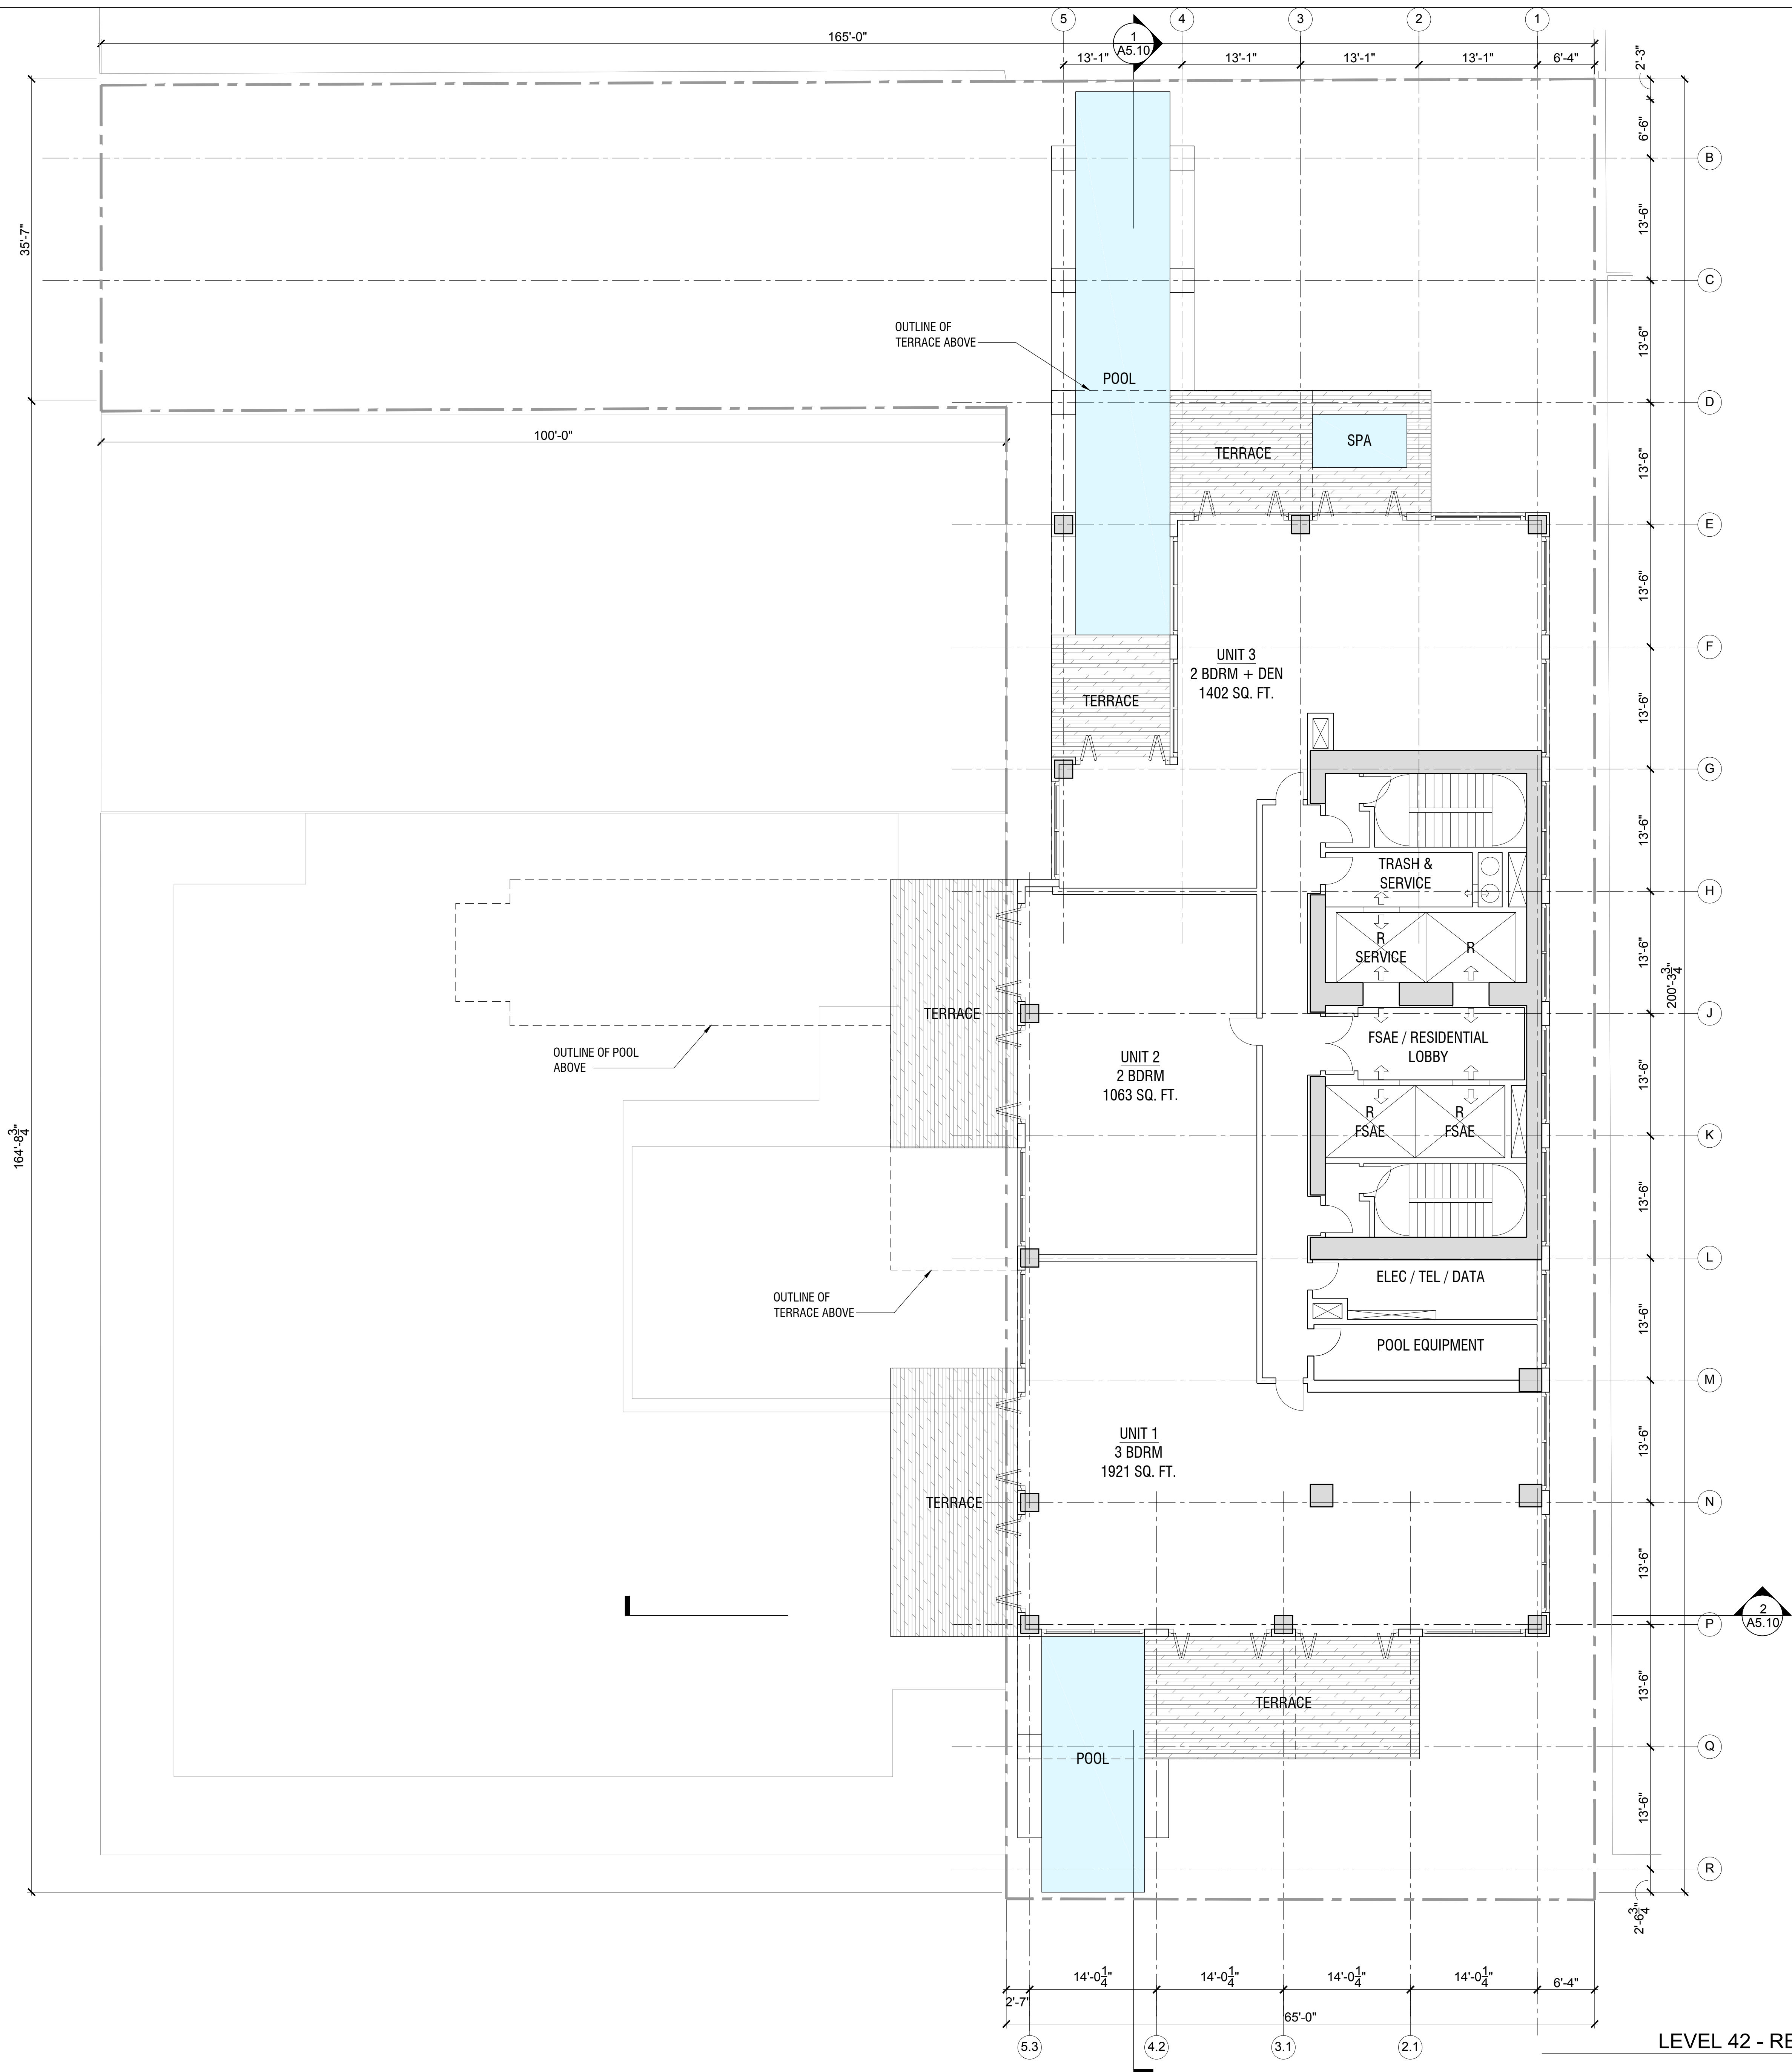 5
4
3
2
1
1
A5.10
165'-0"
13'-1"
13'-1"
13'-1"
13'-1"
6'-4"
2'-3"
6'-6"
B
13'-6"
35'-7"
C
OUTLINE OF
TERRACE ABOVE
13'-6"
POOL
D
100'-0"
SPA
TERRACE
13'-6"
E
13'-6"
F
UNIT 3
2 BDRM + DEN
1402 SQ. FT.
TERRACE
13'-6"
G
13'-6"
TRASH &
SERVICE
H
R
SERVICE
R
13'-6"
200'-3 3/4"
TERRACE
J
FSAE / RESIDENTIAL
LOBBY
OUTLINE OF POOL
ABOVE
UNIT 2
2 BDRM
1063 SQ. FT.
13'-6"
R
FSAE
R
FSAE
K
164'-8 3/4"
13'-6"
L
ELEC / TEL / DATA
OUTLINE OF
TERRACE ABOVE
13'-6"
POOL EQUIPMENT
M
UNIT 1
3 BDRM
1921 SQ. FT.
13'-6"
TERRACE
N
13'-6"
2
A5.10
P
13'-6"
TERRACE
Q
POOL
13'-6"
R
2'-6 3/4"
14'-0 1/4"
14'-0 1/4"
14'-0 1/4"
14'-0 1/4"
6'-4"
2'-7"
65'-0"
5.3
4.2
3.1
2.1
LEVEL 42 - RE